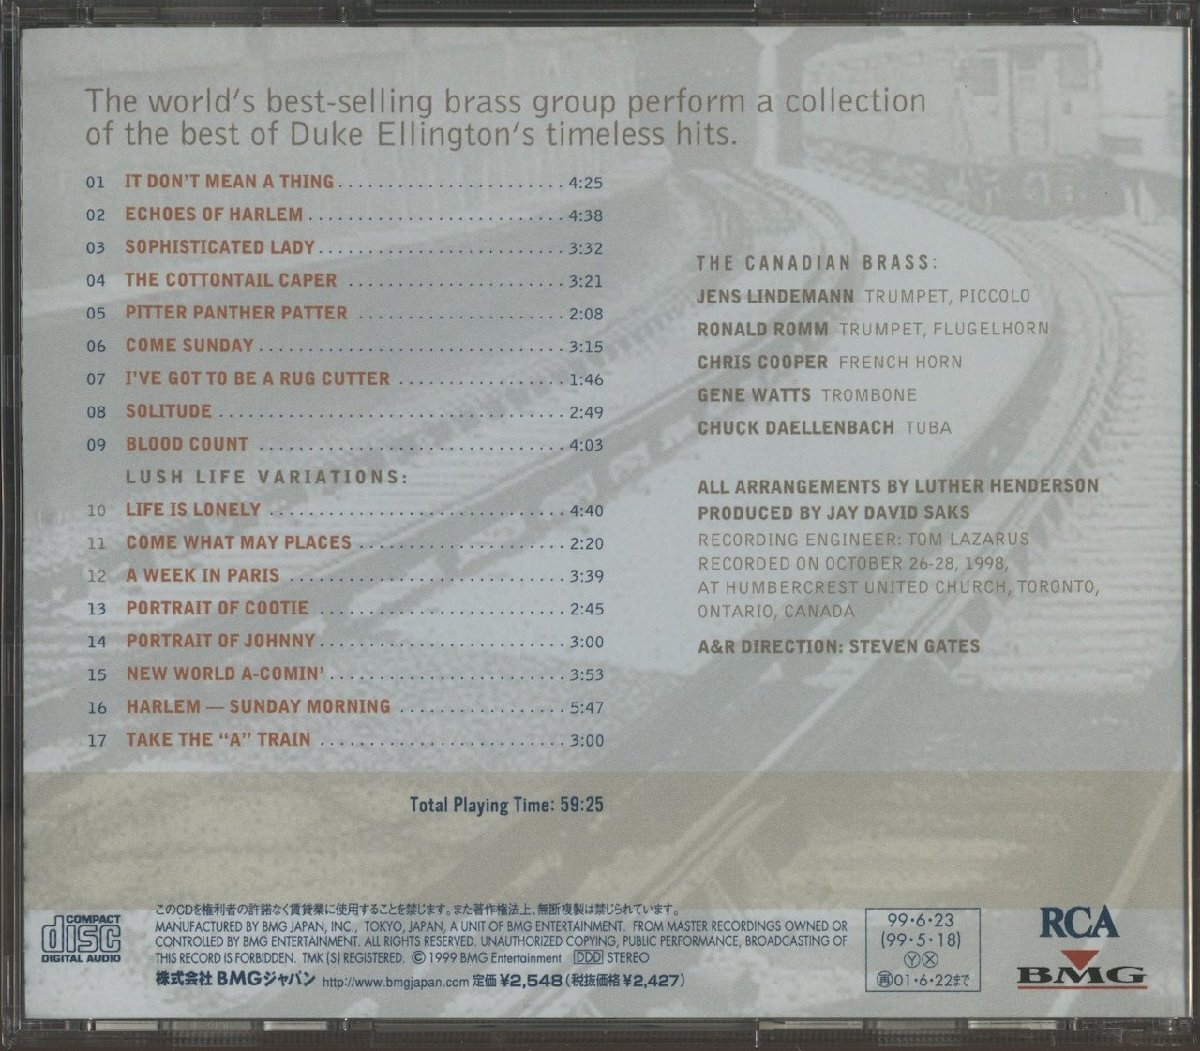 The world's best-selling brass group perform a collection
of the best of Duke Ellington's timeless hits.
01 IT DON'T MEAN A THING........................4:25
02 ECHOES OF HARLEM..........................4:38
03 SOPHISTICATED LADY.........................3:32
04 THE COTTONTAIL CAPER ......................3:21
05 PITTER PANTHER PATTER .....................2:08
06 COME SUNDAY...............................3:15
07 I'VE GOT TO BE A RUG CUTTER .................1:46
08 SOLITUDE...................................2:49
09 BLOOD COUNT ...............................4:03
LUSH LIFE VARIATIONS:
10 LIFE IS LONELY ..............................4:40
11 COME WHAT MAY PLACES .....................2:20
12 A WEEK IN PARIS .............................3:39
13 PORTRAIT OF COOTIE .........................2:45
14 PORTRAIT OF JOHNNY.........................3:00
15 NEW WORLD A-COMIN'........................3:53
16 HARLEM — SUNDAY MORNING .................5:47
17 TAKE THE “A” TRAIN .........................3:00
Total Playing Time: 59:25
THE CANADIAN BRASS:
JENS LINDEMANN TRUMPET, PICCOLO
RONALD ROMM TRUMPET, FLUGELHORN
CHRIS COOPER FRENCH HORN
GENE WATTS TROMBONE
CHUCK DAELLENBACH TUBA
ALL ARRANGEMENTS BY LUTHER HENDERSON
PRODUCED BY JAY DAVID SAKS
RECORDING ENGINEER: TOM LAZARUS
RECORDED ON OCTOBER 26-28, 1998,
AT HUMBERCREST UNITED CHURCH, TORONTO,
ONTARIO, CANADA
A&R DIRECTION: STEVEN GATES
COMPACT
disc
DIGITAL AUDIO
このCDを権利者の許諾なく賃貸業に使用することを禁じます。また著作権法上、無断複製は禁じられています。
MANUFACTURED BY BMG JAPAN, INC., TOKYO, JAPAN, A UNIT OF BMG ENTERTAINMENT. FROM MASTER RECORDINGS OWNED OR
CONTROLLED BY BMG ENTERTAINMENT. ALL RIGHTS RESERVED. UNAUTHORIZED COPYING, PUBLIC PERFORMANCE, BROADCASTING OF
THIS RECORD IS FORBIDDEN. TMK(S) REGISTERED. Ⓒ 1999 BMG Entertainment DDD STEREO
株式会社 BMGジャパン http://www.bmgjapan.com 定価¥2,548(税抜価格¥2,427)
99・6・23
(99・5・18)
Ⓨ Ⓧ
再01・6・22まで
RCA
BMG